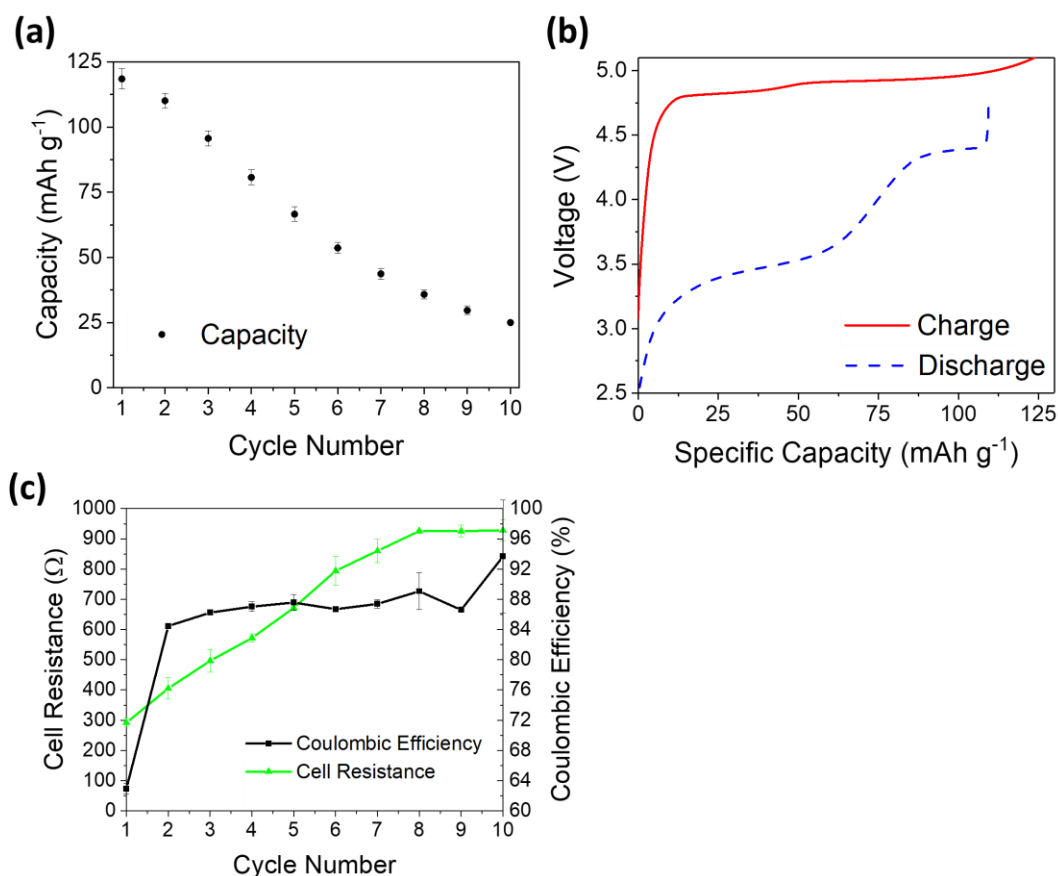 (a)
125
100
75
50
25
0
Capacity (mAh g⁻¹)
Capacity
1 2 3 4 5 6 7 8 9 10
Cycle Number
(b)
5.0
4.5
4.0
3.5
3.0
2.5
Voltage (V)
Charge
Discharge
0 25 50 75 100 125
Specific Capacity (mAh g⁻¹)
(c)
1000
900
800
700
600
500
400
300
200
100
0
Cell Resistance (Ω)
Coulombic Efficiency
Cell Resistance
100
96
92
88
84
80
76
72
68
64
60
Coulombic Efficiency (%)
1 2 3 4 5 6 7 8 9 10
Cycle Number